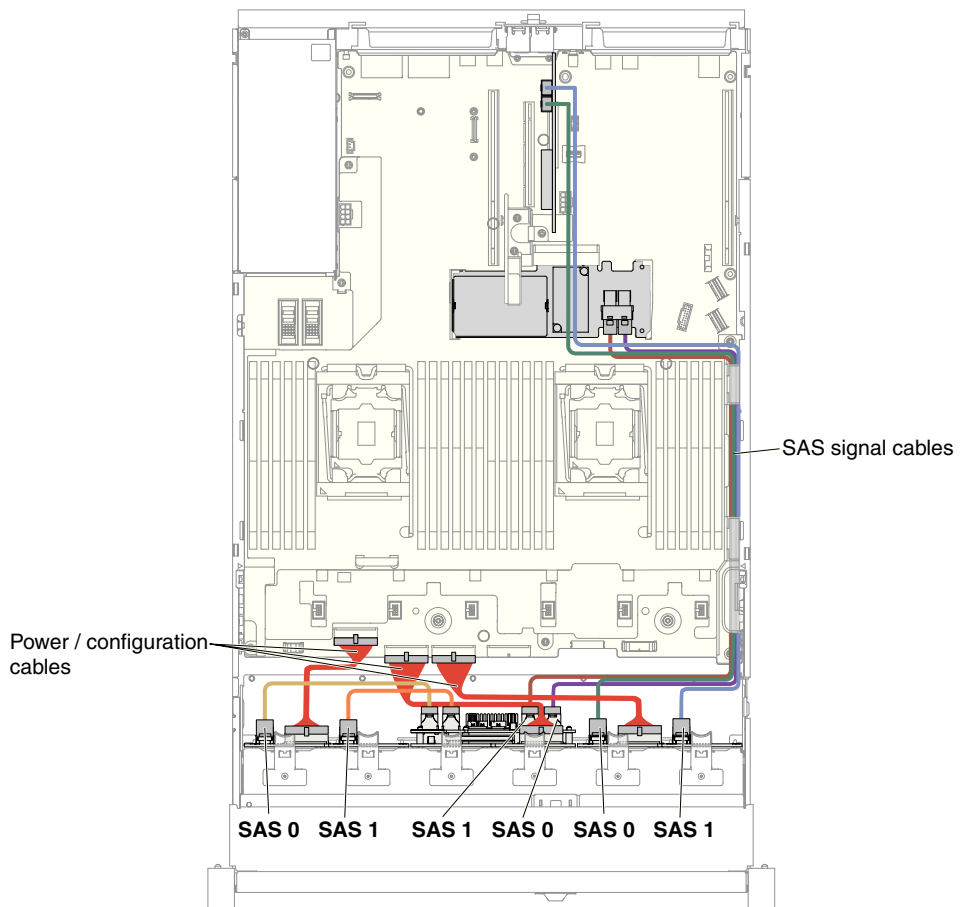 SAS signal cables
Power / configuration
cables
SAS 0 SAS 1 SAS 1 SAS 0 SAS 0 SAS 1